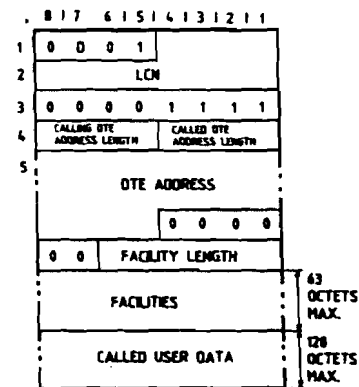 8 7 6 5 4 3 2 1
1 0 0 0 1
2 LCN
3 0 0 0 0 1 1 1 1
4 CALLING DTE ADDRESS LENGTH CALLED DTE ADDRESS LENGTH
5 DTE ADDRESS
0 0 0 0
0 0 FACILITY LENGTH
FACILITIES
63 OCTETS MAX.
CALLED USER DATA
128 OCTETS MAX.